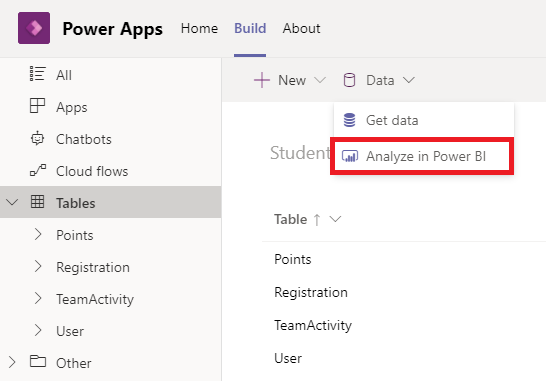 Power Apps Home Build About
All
Apps
Chatbots
Cloud flows
Tables
Points
Registration
TeamActivity
User
Other
New Data
Get data
Analyze in Power BI
Student
Table
Points
Registration
TeamActivity
User